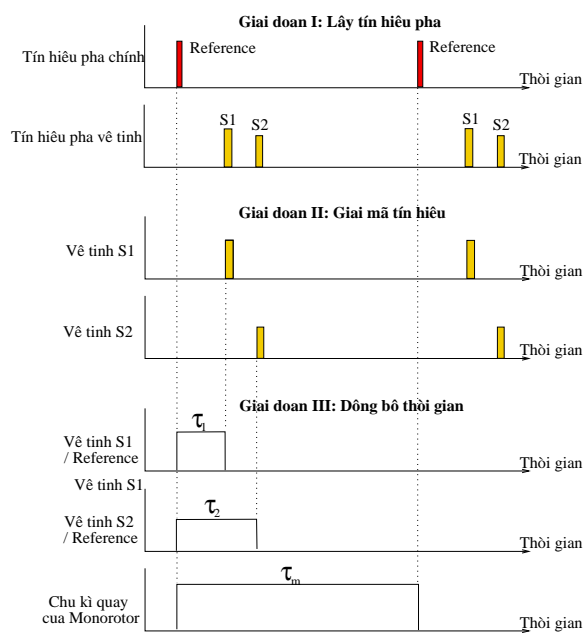 Giai doan I: Lây tín hiêu pha
Reference
Reference
Tín hiêu pha chính
Thòi gian
S1
S2
S1
S2
Tín hiêu pha vê tinh
Thòi gian
Giai doan II: Giai mã tín hiêu
Vê tinh S1
Thòi gian
Vê tinh S2
Thòi gian
Giai doan III: Dông bô thòi gian
τ1
Vê tinh S1
/ Reference
Thòi gian
Vê tinh S1
τ2
Vê tinh S2
/ Reference
Thòi gian
τm
Chu kì quay
cua Monorotor
Thòi gian